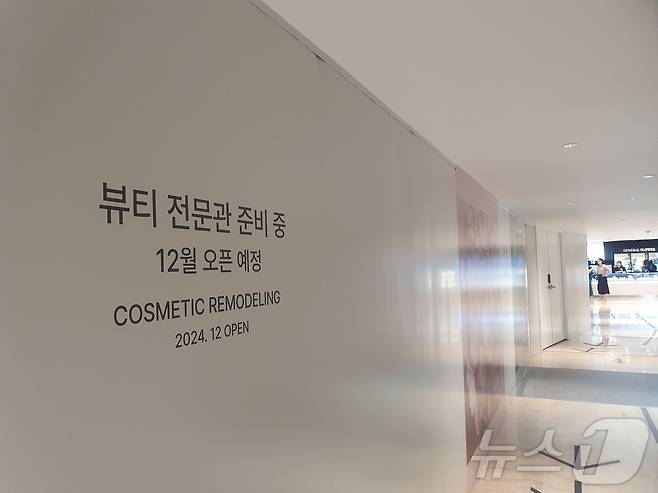 뷰티 전문관 준비 중
12월 오픈 예정
COSMETIC REMODELING
2024. 12 OPEN
GENERAL FLOWER
뉴스1